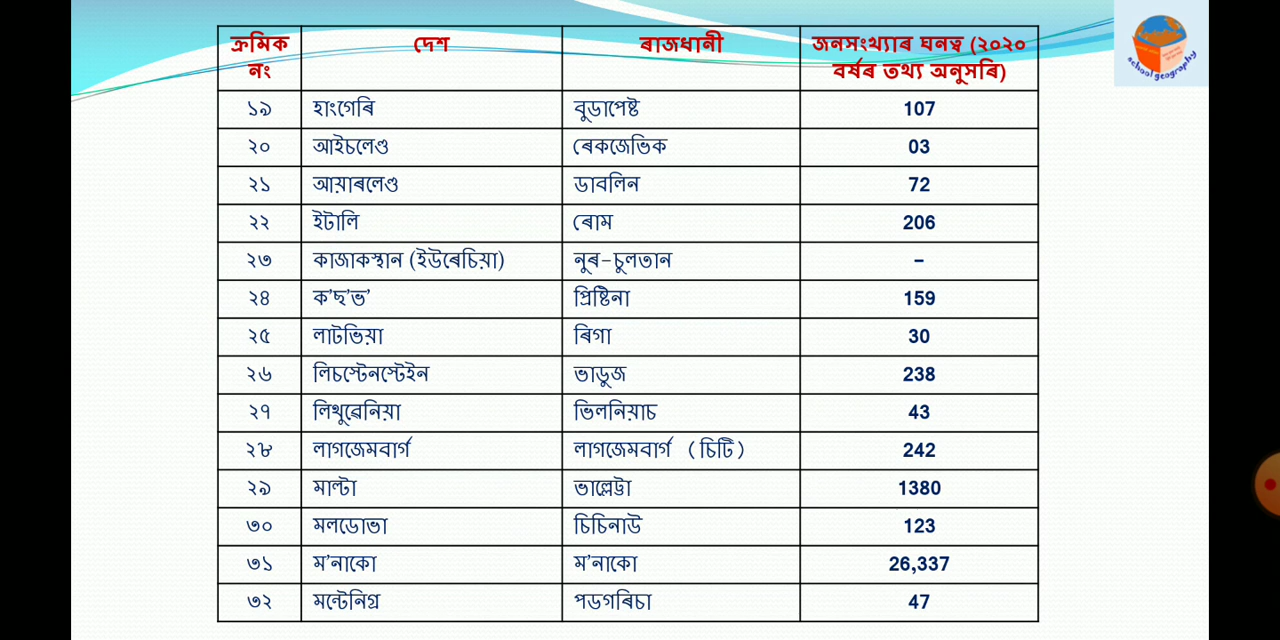 ক্ৰমিক নং দেশ ৰাজধানী জনসংখ্যাৰ ঘনত্ব (২০২০ বৰ্ষৰ তথ্য অনুসৰি)
১৯ হাংগেৰি বুডাপেষ্ট 107
২০ আইচলেণ্ড ৰেকজেভিক 03
২১ আয়াৰলেণ্ড ডাবলিন 72
২২ ইটালি ৰোম 206
২৩ কাজাকস্থান (ইউৰেচিয়া) নুৰ-চুলতান –
২৪ ক'ছ'ভ' প্ৰিষ্টিনা 159
২৫ লাটভিয়া ৰিগা 30
২৬ লিচস্টেনস্টেইন ভাডুজ 238
২৭ লিথুৱেনিয়া ভিলনিয়াচ 43
২৮ লাগজেমবাৰ্গ লাগজেমবাৰ্গ (চিটি) 242
২৯ মাল্টা ভাল্লেট্টা 1380
৩০ মলডোভা চিচিনাউ 123
৩১ ম'নাকো ম'নাকো 26,337
৩২ মন্টেনিগ্ৰ পডগৰিচা 47
school geography